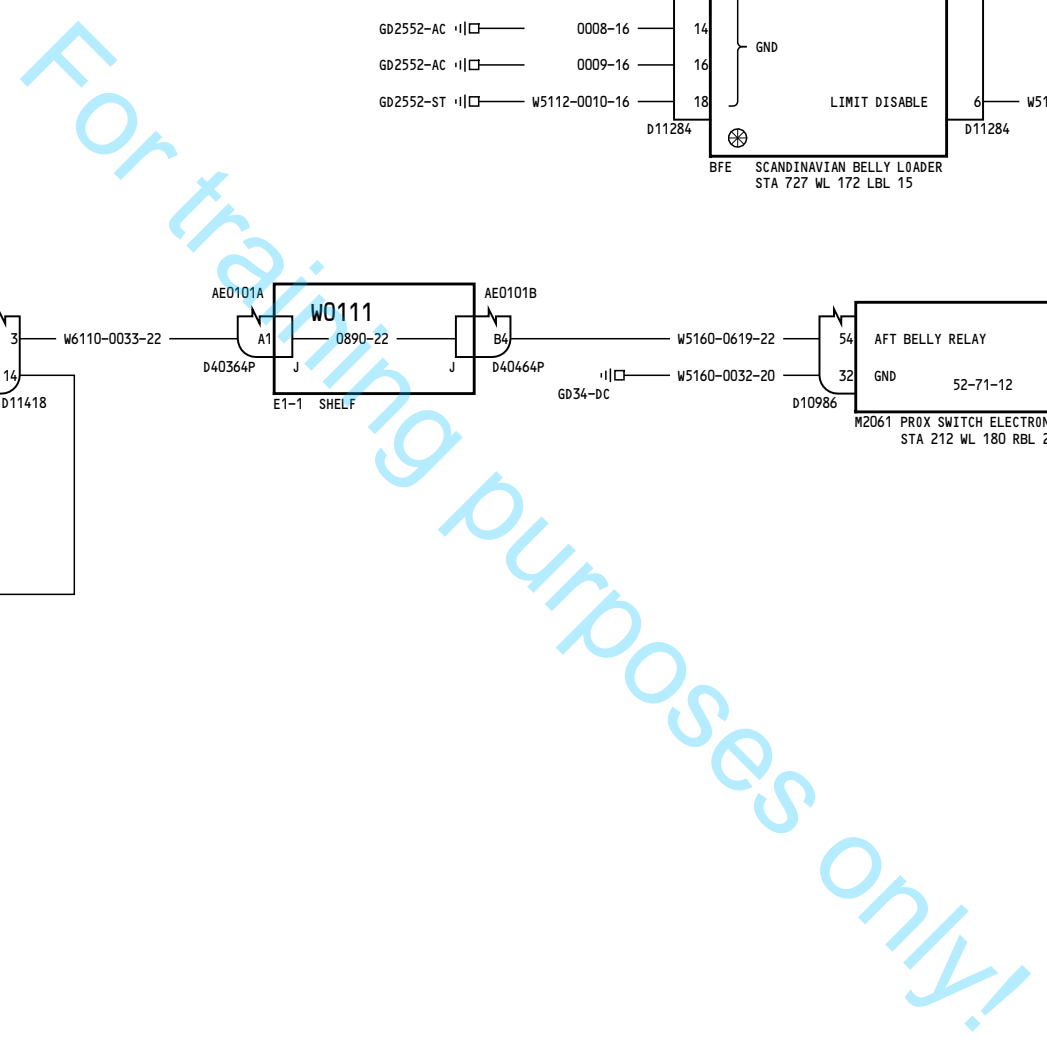 GD2552-AC 0008-16 14
GND
GD2552-AC 0009-16 16
GD2552-ST W5112-0010-16 18 LIMIT DISABLE 6 W51
D11284 D11284
BFE SCANDINAVIAN BELLY LOADER
STA 727 WL 172 LBL 15
AE0101A AE0101B
W0111
3 W6110-0033-22 A1 0890-22 B4 W5160-0619-22 54 AFT BELLY RELAY
D40364P J J D40464P
14 GD34-DC W5160-0032-20 32 GND 52-71-12
D11418 E1-1 SHELF D10986
M2061 PROX SWITCH ELECTRON
STA 212 WL 180 RBL 2
For training purposes only!